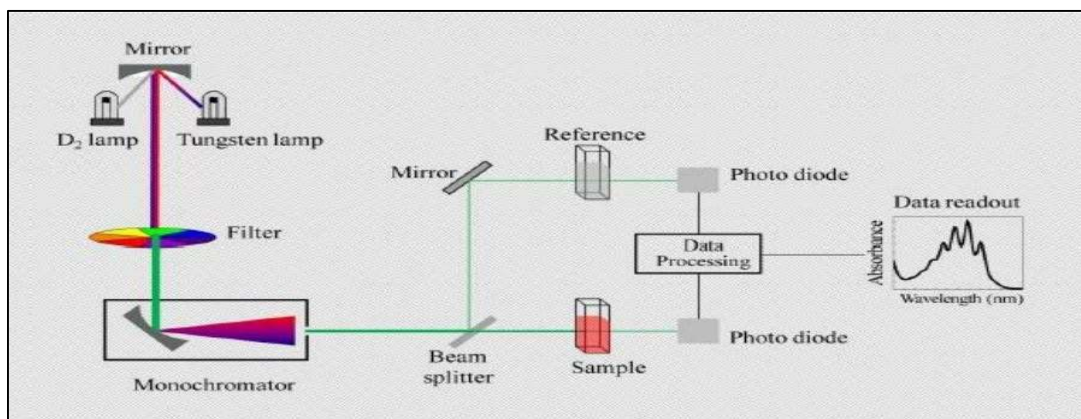 Mirror
D₂ lamp
Tungsten lamp
Filter
Monochromator
Mirror
Beam
splitter
Reference
Sample
Photo diode
Photo diode
Data
Processing
Data readout
Absorbance
Wavelength (nm)